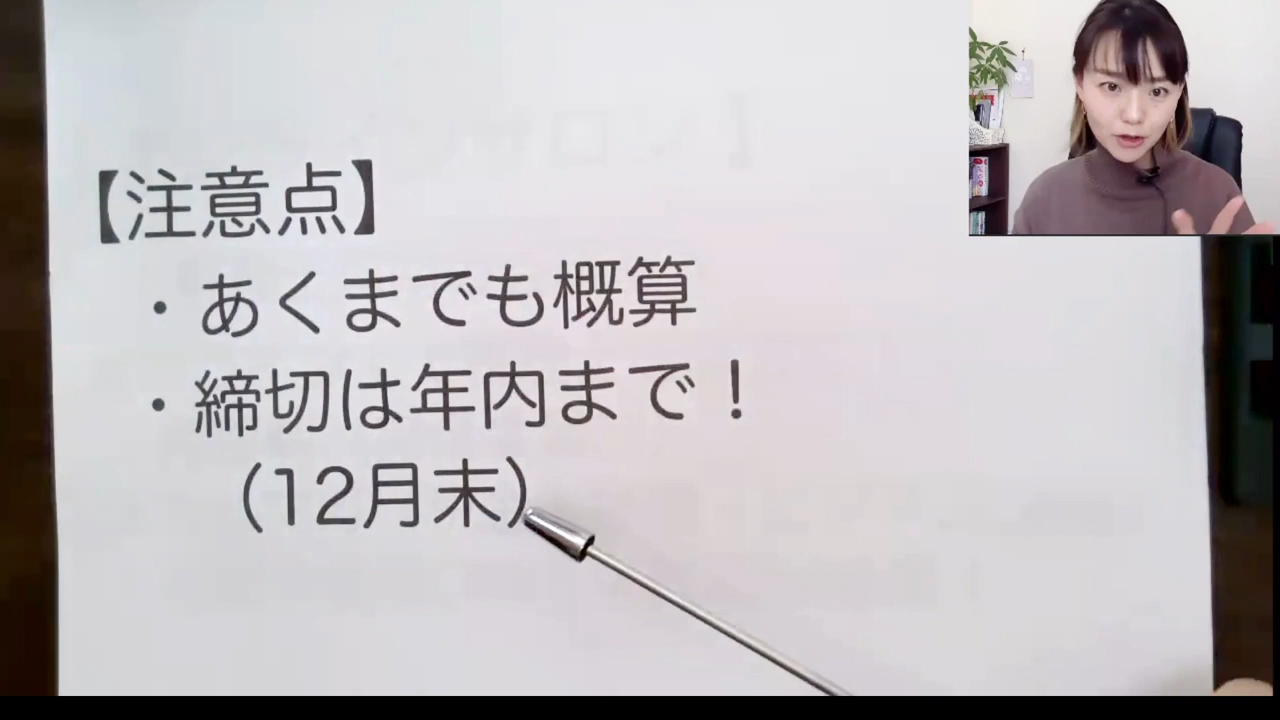 【注意点】
・あくまでも概算
・締切は年内まで！
(12月末)